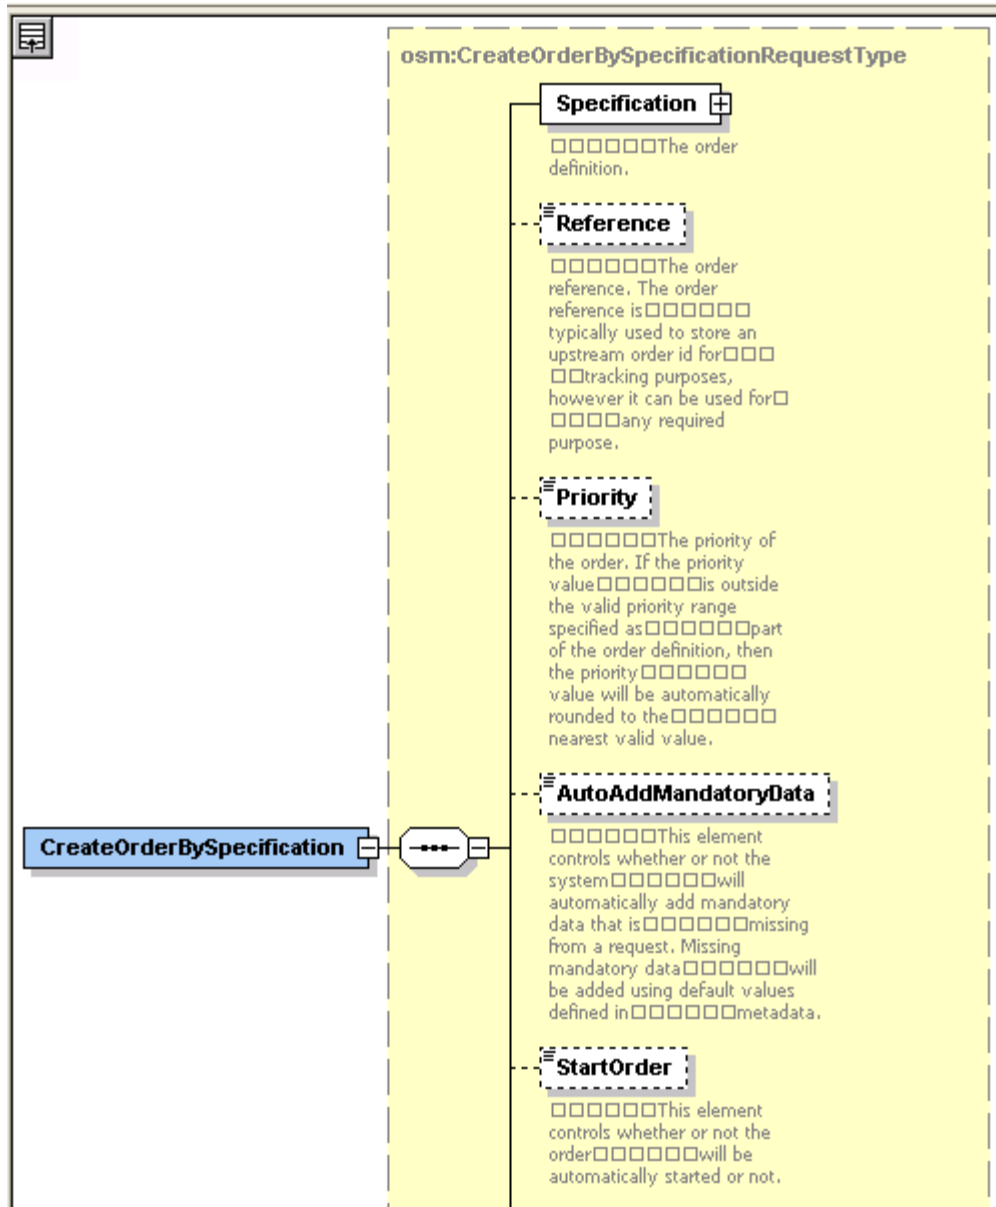 osm:CreateOrderBySpecificationRequestType
Specification
□□□□□□The order
definition.
Reference
□□□□□□The order
reference. The order
reference is□□□□□□
typically used to store an
upstream order id for□□□
□□tracking purposes,
however it can be used for□
□□□□any required
purpose.
Priority
□□□□□□The priority of
the order. If the priority
value□□□□□□is outside
the valid priority range
specified as□□□□□□part
of the order definition, then
the priority□□□□□□
value will be automatically
rounded to the□□□□□□
nearest valid value.
AutoAddMandatoryData
□□□□□□This element
controls whether or not the
system□□□□□□will
automatically add mandatory
data that is□□□□□□missing
from a request. Missing
mandatory data□□□□□□will
be added using default values
defined in□□□□□□metadata.
CreateOrderBySpecification
StartOrder
□□□□□□This element
controls whether or not the
order□□□□□□will be
automatically started or not.